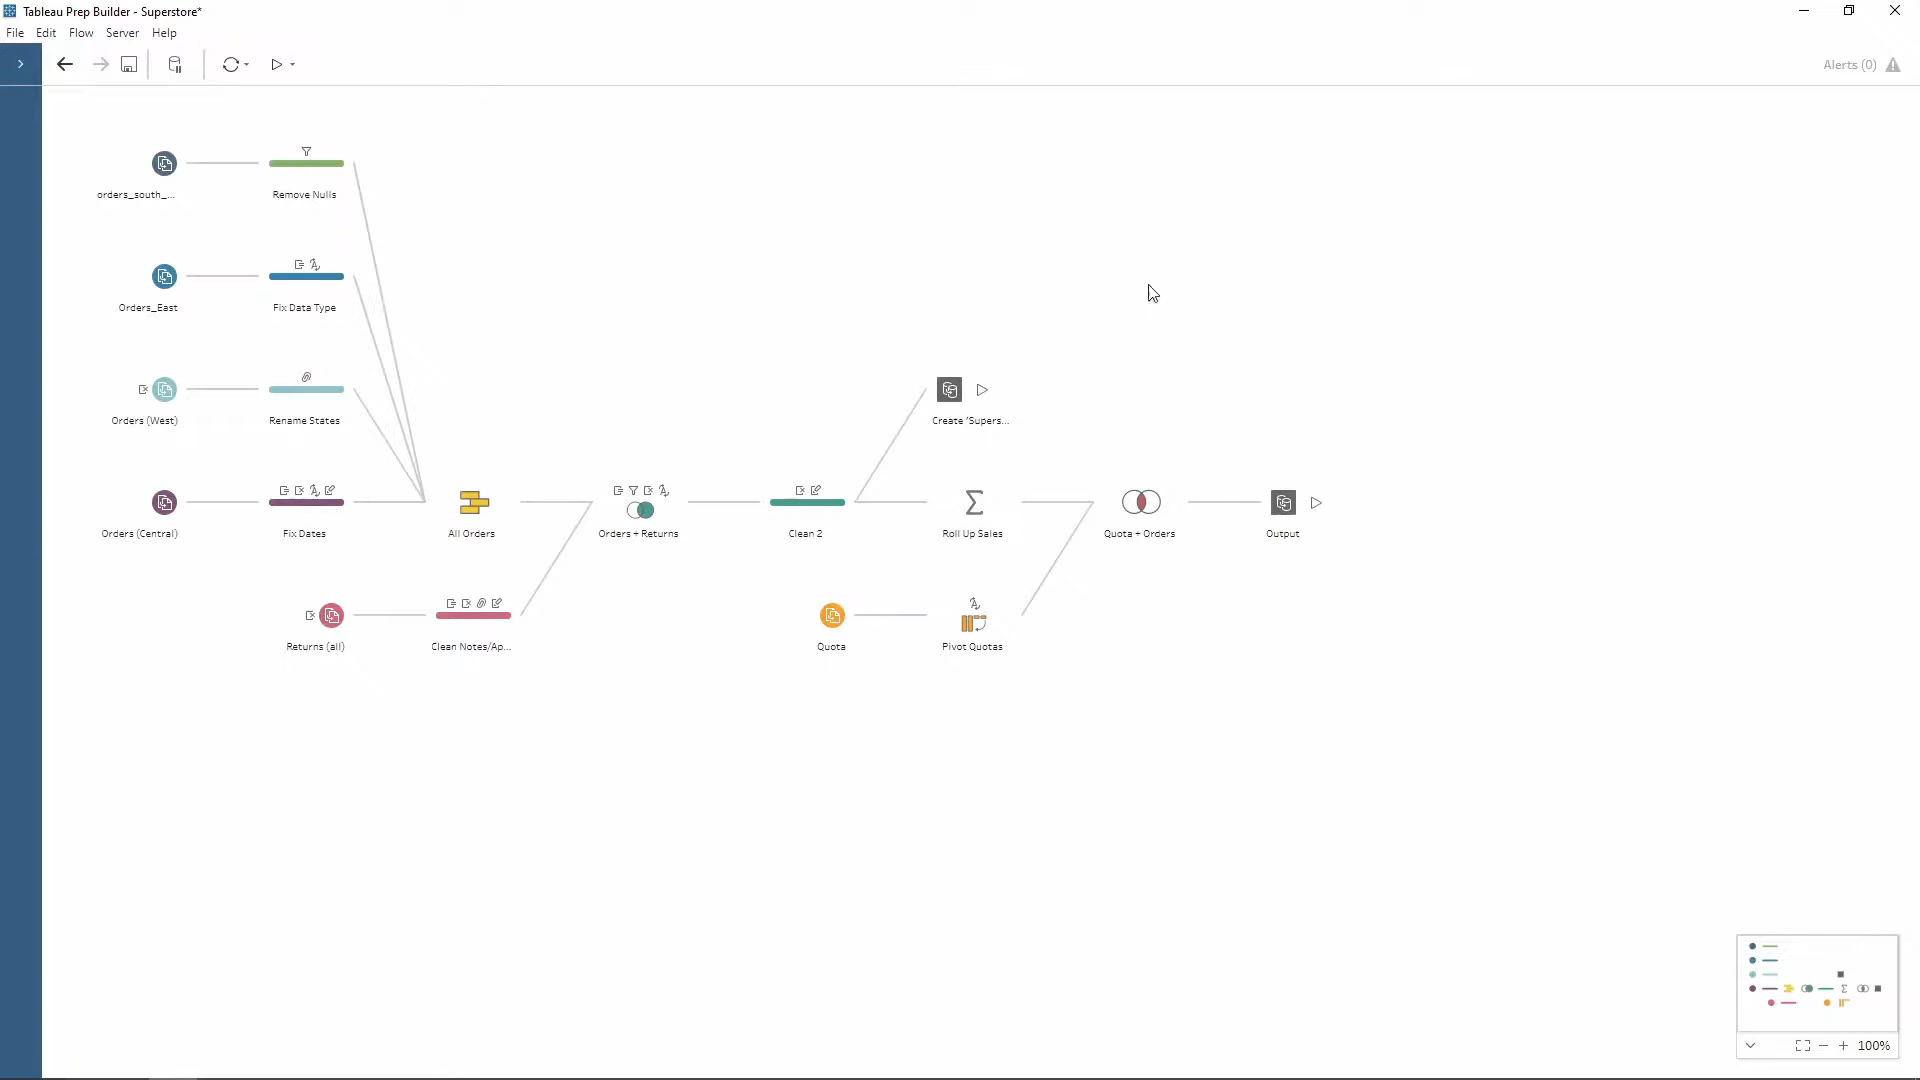 Tableau Prep Builder - Superstore*
File Edit Flow Server Help
Alerts (0)
orders_south_...
Remove Nulls
Orders_East
Fix Data Type
Orders (West)
Rename States
Create 'Supers...
Orders (Central)
Fix Dates
All Orders
Orders + Returns
Clean 2
Roll Up Sales
Quota + Orders
Output
Returns (all)
Clean Notes/Ap...
Quota
Pivot Quotas
100%